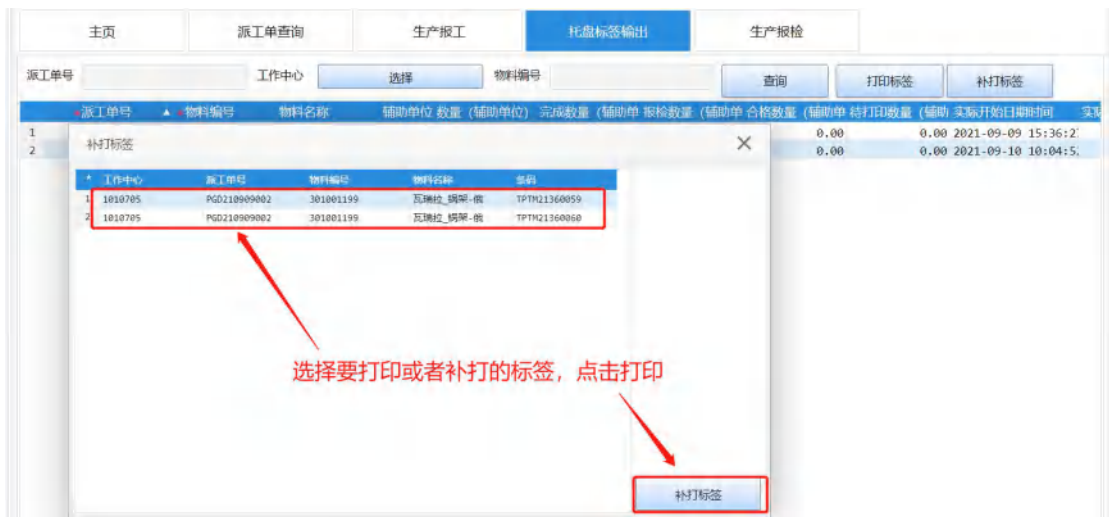 主页 派工单查询 生产报工 托盘标签输出 生产报检
派工单号 工作中心 选择 物料编号 查询 打印标签 补打标签
派工单号 ▲ 物料编号 物料名称 辅助单位 数量 (辅助单位) 完成数量 (辅助单 报检数量 (辅助单 合格数量 (辅助单 待打印数量 (辅助 实际开始日期时间 实际
1 0.00 0.00 2021-09-09 15:36:2
2 0.00 0.00 2021-09-10 10:04:5
补打标签 ×
* 工作中心 派工单号 物料编号 物料名称 条码
1 1010705 PGD210909002 301001199 瓦瑞拉_锅架-俄 TPTM21360059
2 1010705 PGD210909002 301001199 瓦瑞拉_锅架-俄 TPTM21360060
选择要打印或者补打的标签，点击打印
补打标签